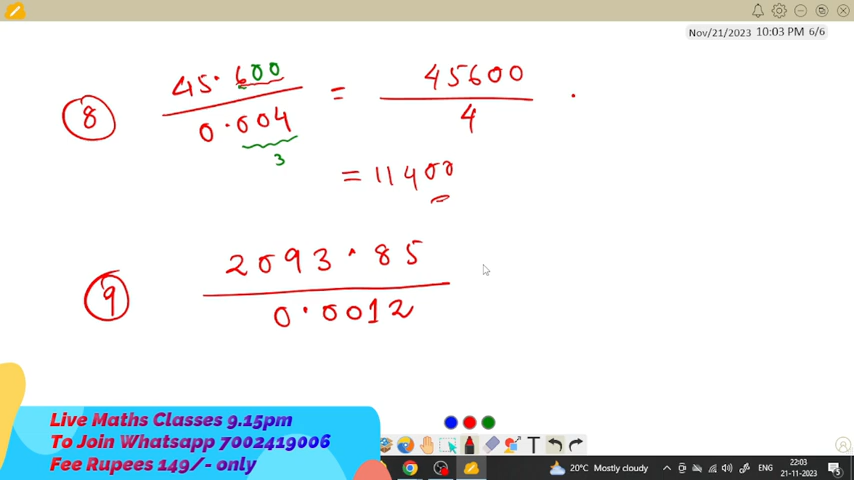 Nov/21/2023 10:03 PM 6/6
8 45.600 / 0.004 = 45600 / 4 .
3
= 11400
9 2093.85 / 0.0012
Live Maths Classes 9.15pm
To Join Whatsapp 7002419006
Fee Rupees 149/- only
T
20°C Mostly cloudy
ENG
22:03
21-11-2023
5